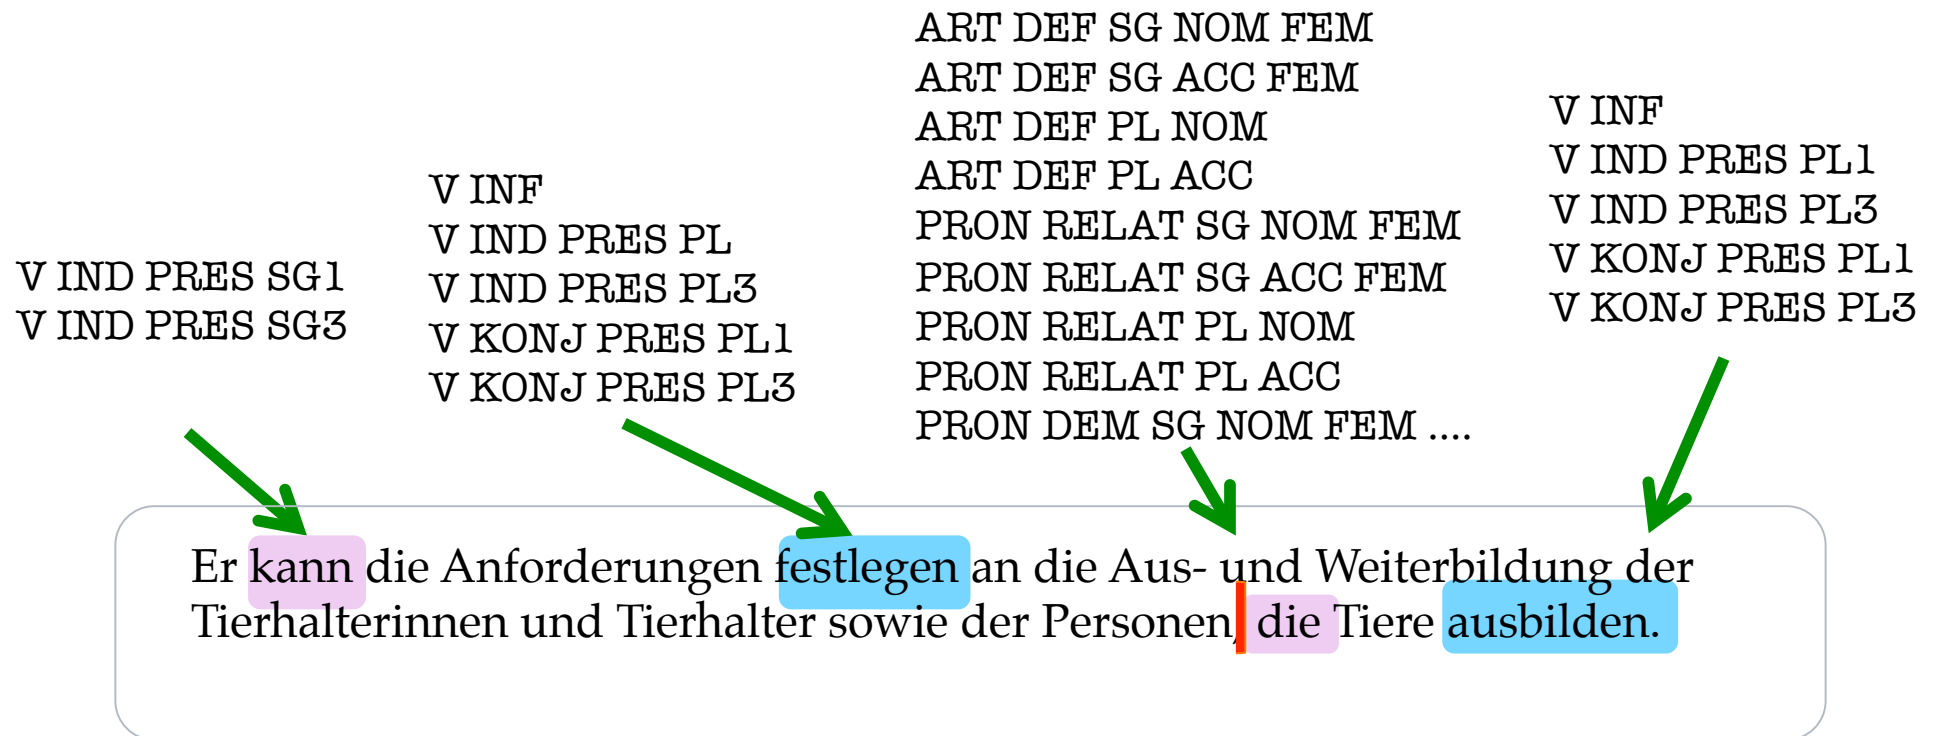 V IND PRES SG1
V IND PRES SG3
V INF
V IND PRES PL
V IND PRES PL3
V KONJ PRES PL1
V KONJ PRES PL3
ART DEF SG NOM FEM
ART DEF SG ACC FEM
ART DEF PL NOM
ART DEF PL ACC
PRON RELAT SG NOM FEM
PRON RELAT SG ACC FEM
PRON RELAT PL NOM
PRON RELAT PL ACC
PRON DEM SG NOM FEM ....
V INF
V IND PRES PL1
V IND PRES PL3
V KONJ PRES PL1
V KONJ PRES PL3
Er kann die Anforderungen festlegen an die Aus- und Weiterbildung der
Tierhalterinnen und Tierhalter sowie der Personen, die Tiere ausbilden.